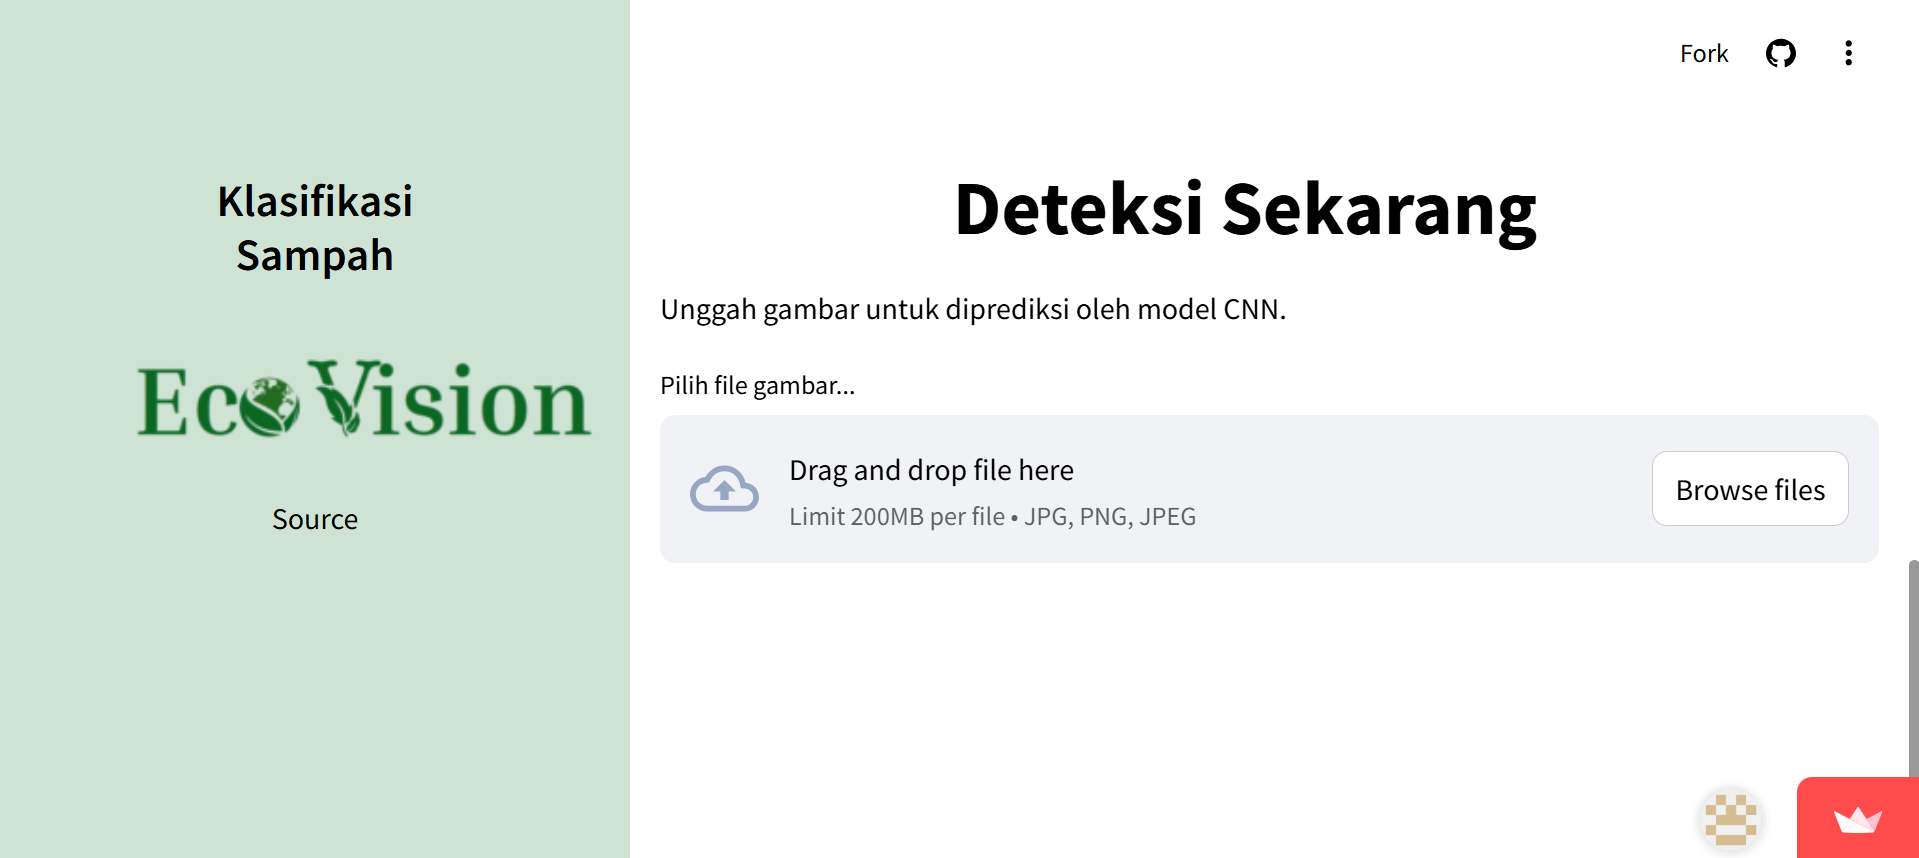 Klasifikasi
Sampah
EcoVision
Source
Fork
Deteksi Sekarang
Unggah gambar untuk diprediksi oleh model CNN.
Pilih file gambar...
Drag and drop file here
Limit 200MB per file • JPG, PNG, JPEG
Browse files